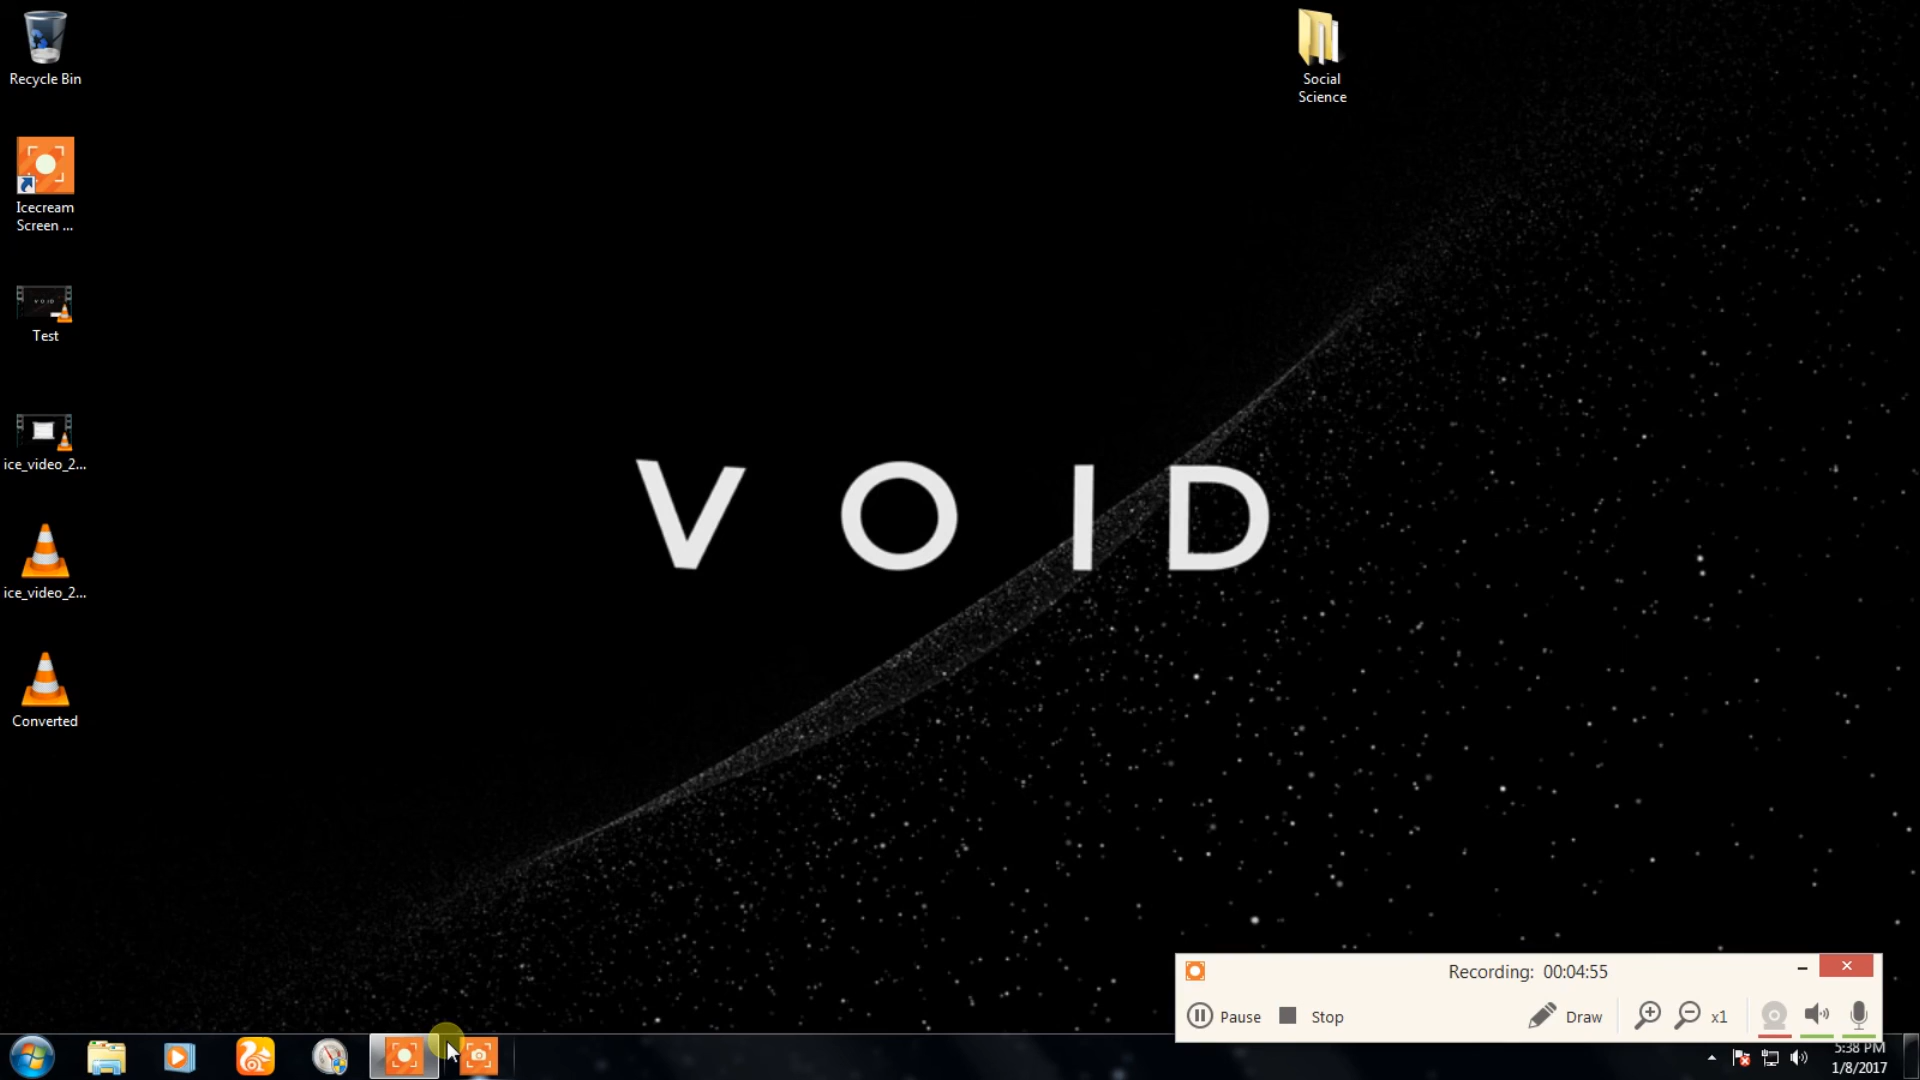 Recycle Bin
Social
Science
Icecream
Screen ...
Test
ice_video_2...
ice_video_2...
Converted
V O I D
Recording: 00:04:55
Pause
Stop
Draw
x1
5:38 PM
1/8/2017